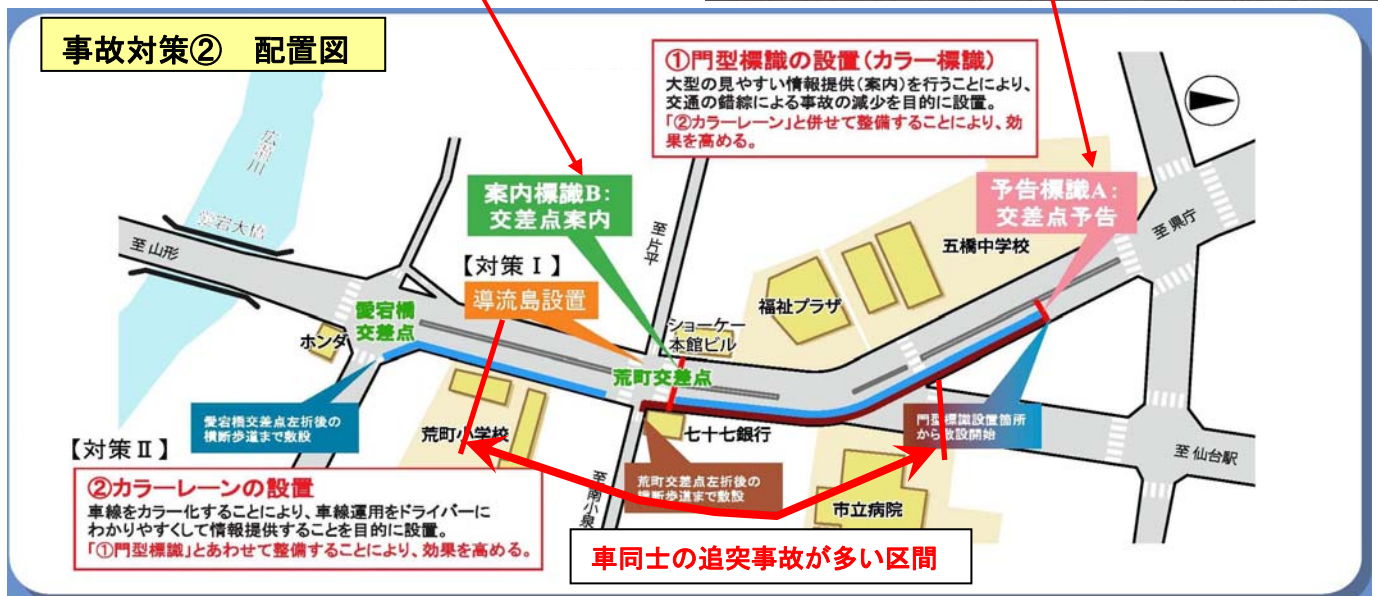 事故対策② 配置図
①門型標識の設置(カラー標識)
大型の見やすい情報提供(案内)を行うことにより、
交通の錯綜による事故の減少を目的に設置。
「②カラーレーン」と併せて整備することにより、効
果を高める。
広瀬川
愛宕大橋
至山形
案内標識B:
交差点案内
至片平
予告標識A:
交差点予告
至県庁
五橋中学校
【対策Ⅰ】
導流島設置
福祉プラザ
愛宕橋
交差点
ホンダ
ショーケー
本館ビル
荒町交差点
愛宕橋交差点左折後の
横断歩道まで敷設
荒町小学校
七十七銀行
門型標識設置箇所
から敷設開始
至仙台駅
【対策Ⅱ】
②カラーレーンの設置
車線をカラー化することにより、車線運用をドライバーに
わかりやすくして情報提供することを目的に設置。
「①門型標識」とあわせて整備することにより、効果を高める。
荒町交差点左折後の
横断歩道まで敷設
至南小泉
市立病院
車同士の追突事故が多い区間